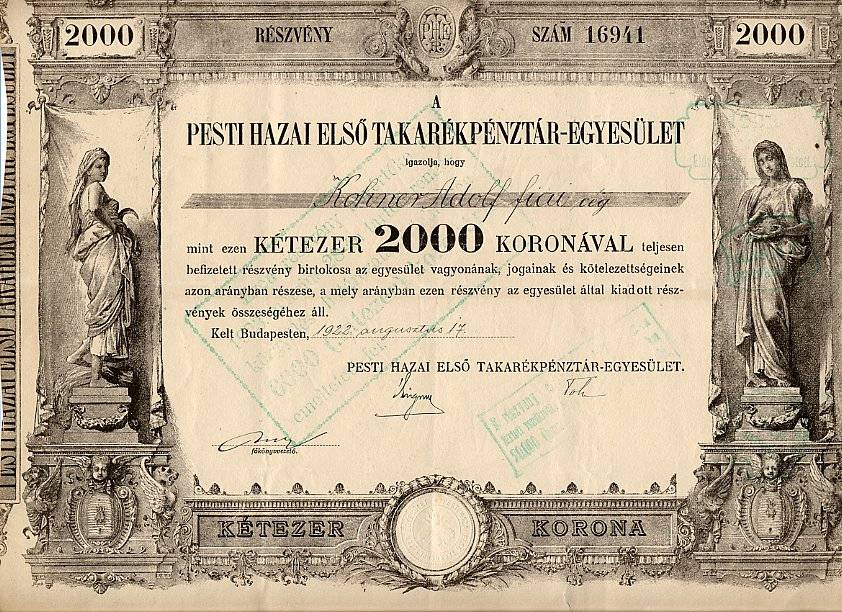 2000 RÉSZVÉNY PHE SZÁM 16941 2000
A
PESTI HAZAI ELSŐ TAKARÉKPÉNZTÁR-EGYESÜLET
igazolja, hogy
Kohner Adolf fiai cég
mint ezen KÉTEZER 2000 KORONÁVAL teljesen
befizetett részvény birtokosa az egyesület vagyonának, jogainak és kötelezettségeinek
azon arányban részese, a mely arányban ezen részvény az egyesület által kiadott rész-
vények összeségéhez áll.
Kelt Budapesten, 1922 augusztus 17.
PESTI HAZAI ELSŐ TAKARÉKPÉNZTÁR-EGYESÜLET.
főkönyvvezető.
KÉTEZER KORONA